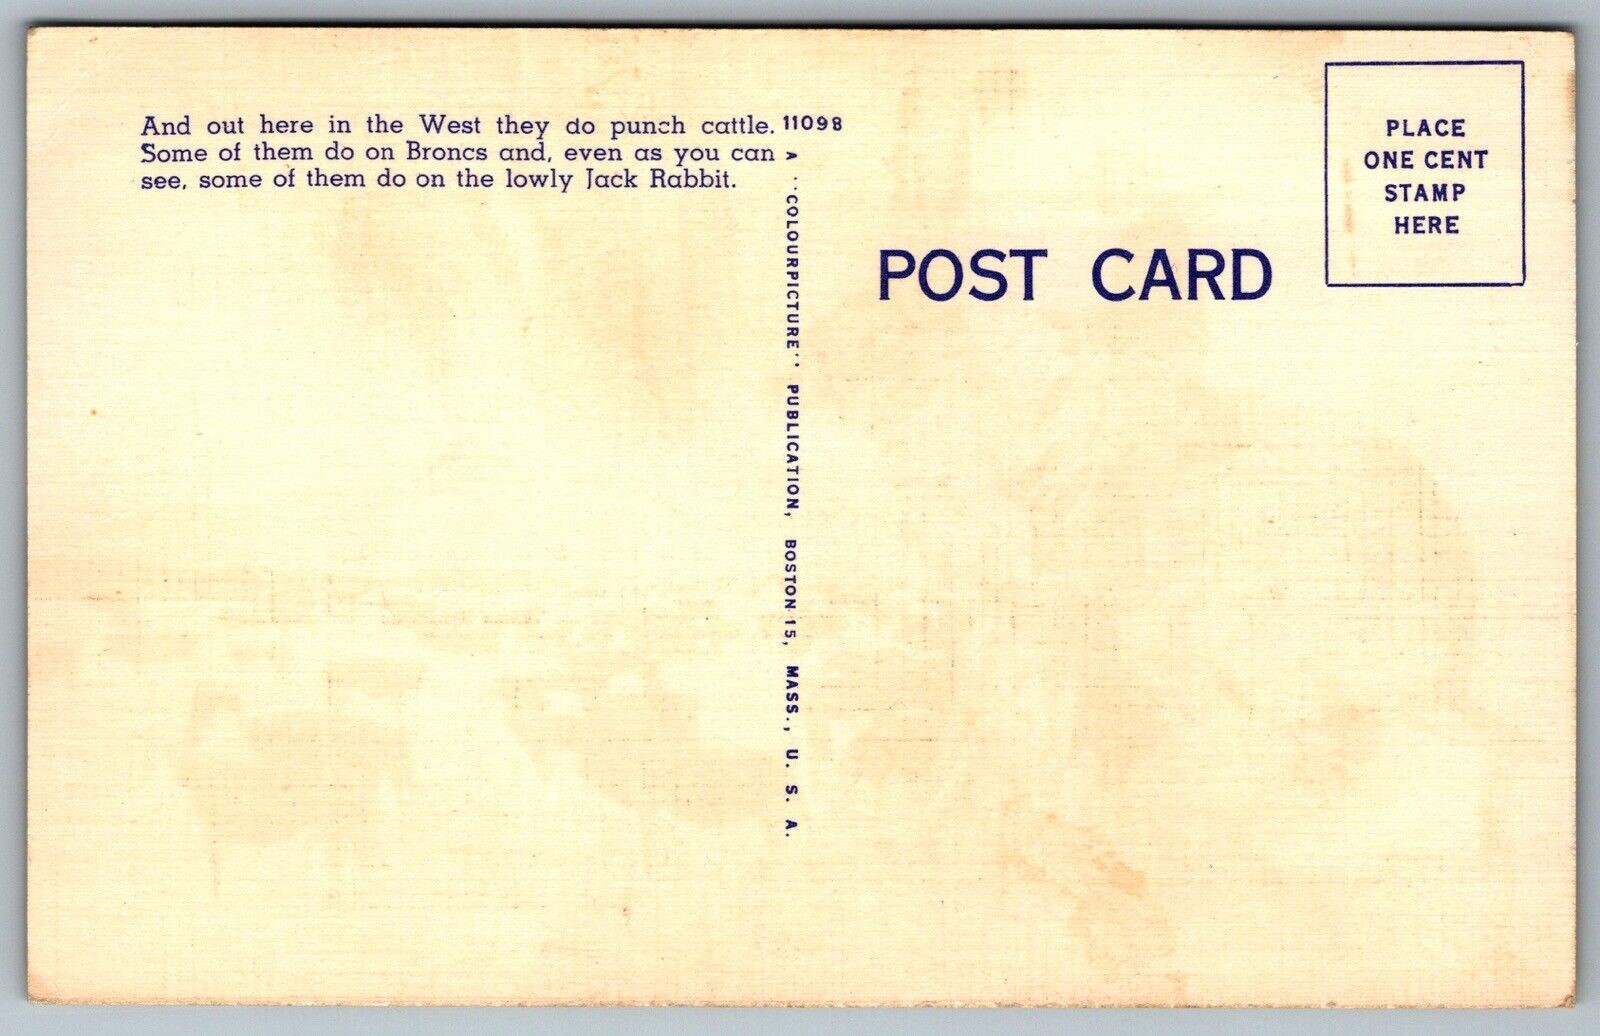 And out here in the West they do punch cattle.
Some of them do on Broncs and, even as you can
see, some of them do on the lowly Jack Rabbit.
11098
A "COLOURPICTURE" PUBLICATION, BOSTON 15, MASS., U. S. A.
POST CARD
PLACE
ONE CENT
STAMP
HERE